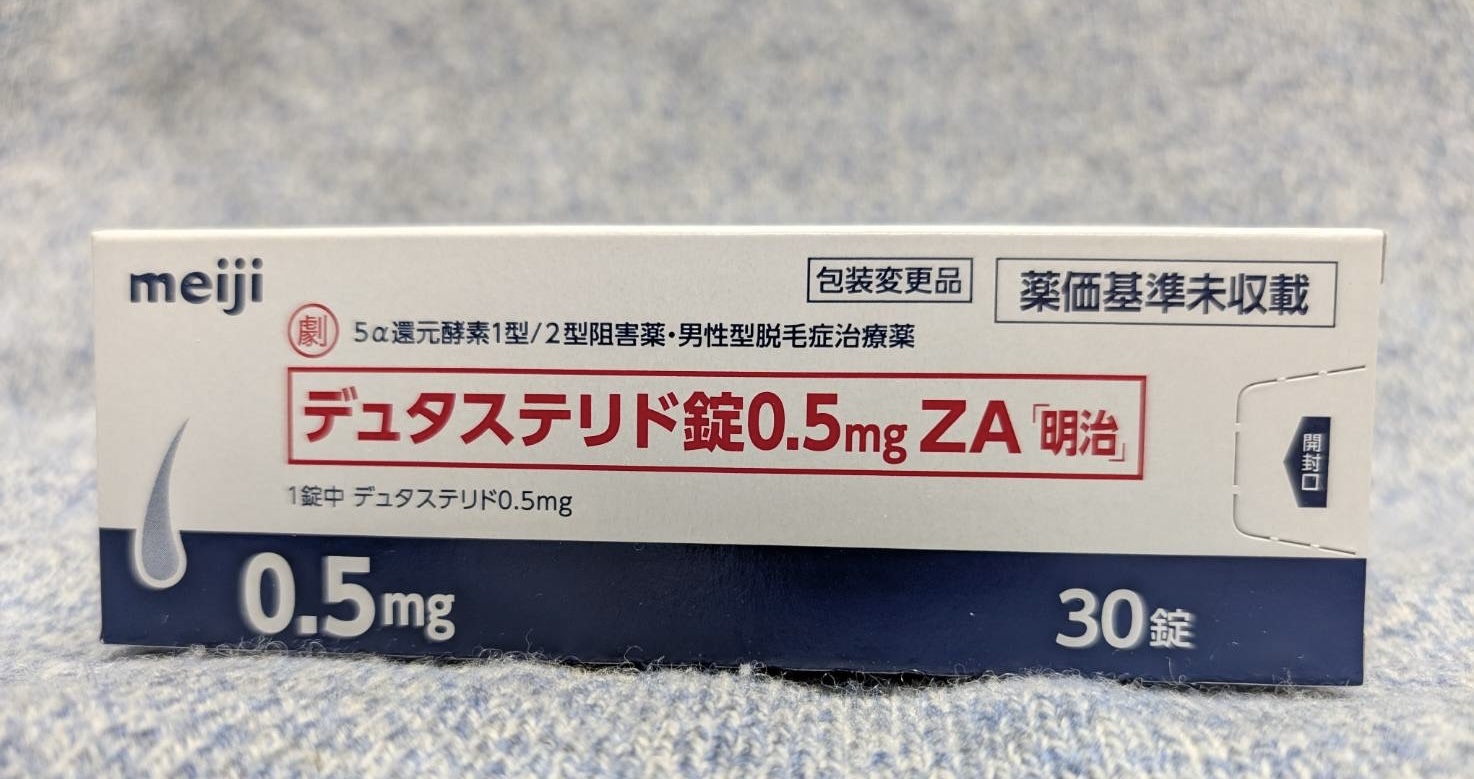 meiji
包装変更品
薬価基準未収載
劇 5α還元酵素1型/2型阻害薬・男性型脱毛症治療薬
デュタステリド錠0.5mg ZA「明治」
1錠中 デュタステリド0.5mg
開封口
0.5mg
30錠